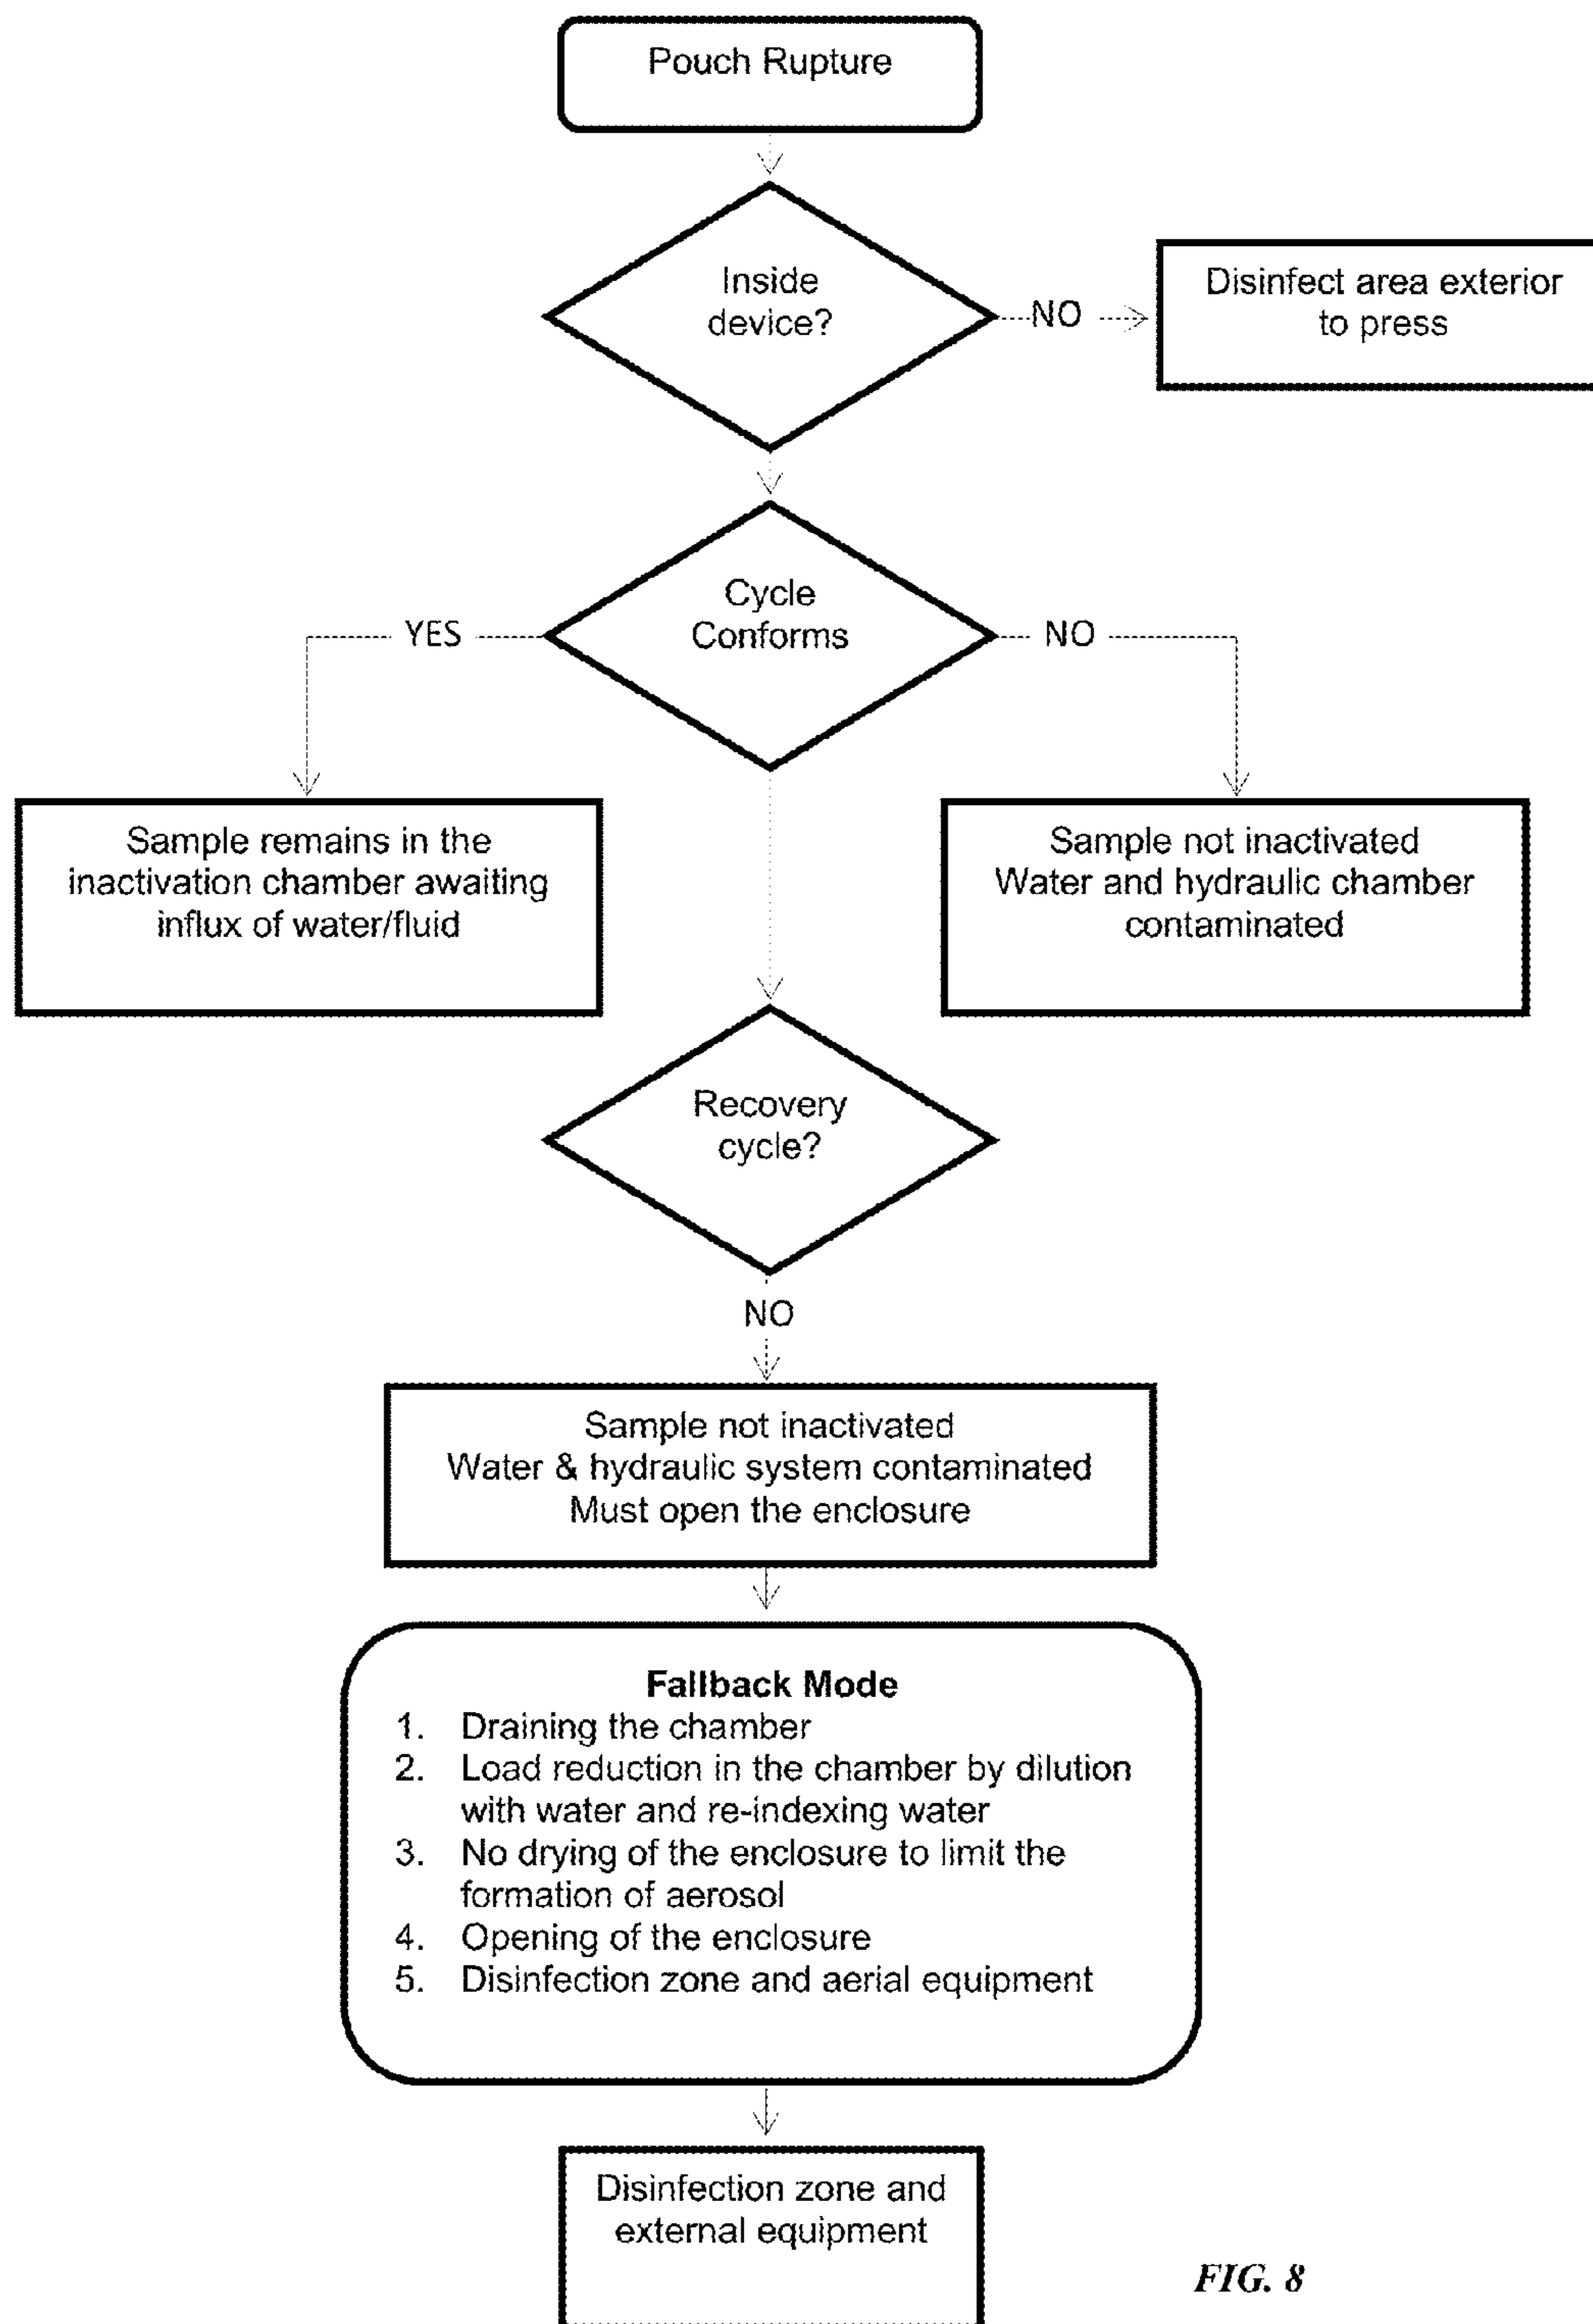 Pouch Rupture
Inside
device?
NO
Disinfect area exterior
to press
Cycle
Conforms
YES
NO
Sample remains in the
inactivation chamber awaiting
influx of water/fluid
Sample not inactivated
Water and hydraulic chamber
contaminated
Recovery
cycle?
NO
Sample not inactivated
Water & hydraulic system contaminated
Must open the enclosure
Fallback Mode
1. Draining the chamber
2. Load reduction in the chamber by dilution
with water and re-indexing water
3. No drying of the enclosure to limit the
formation of aerosol
4. Opening of the enclosure
5. Disinfection zone and aerial equipment
Disinfection zone and
external equipment
FIG. 8